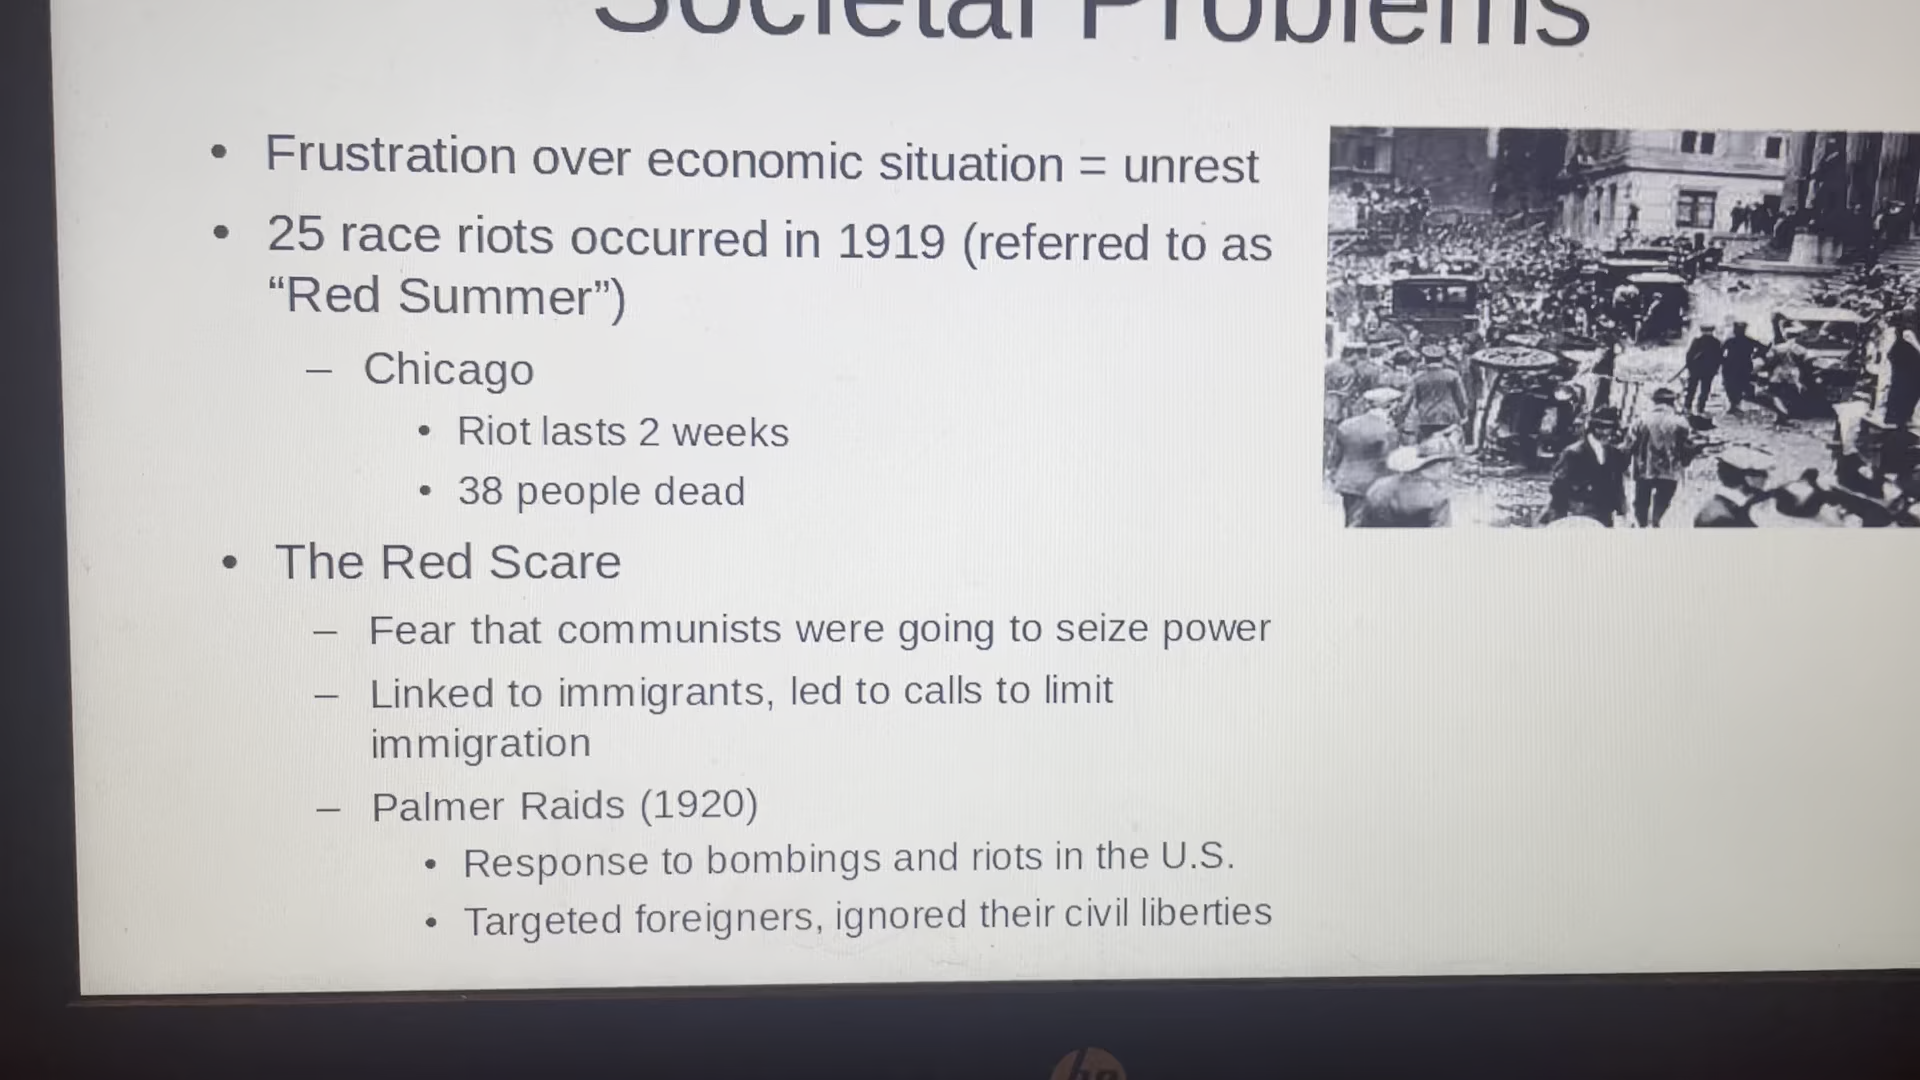 Societal Problems
• Frustration over economic situation = unrest
• 25 race riots occurred in 1919 (referred to as
“Red Summer”)
– Chicago
• Riot lasts 2 weeks
• 38 people dead
• The Red Scare
– Fear that communists were going to seize power
– Linked to immigrants, led to calls to limit
immigration
– Palmer Raids (1920)
• Response to bombings and riots in the U.S.
• Targeted foreigners, ignored their civil liberties
hp